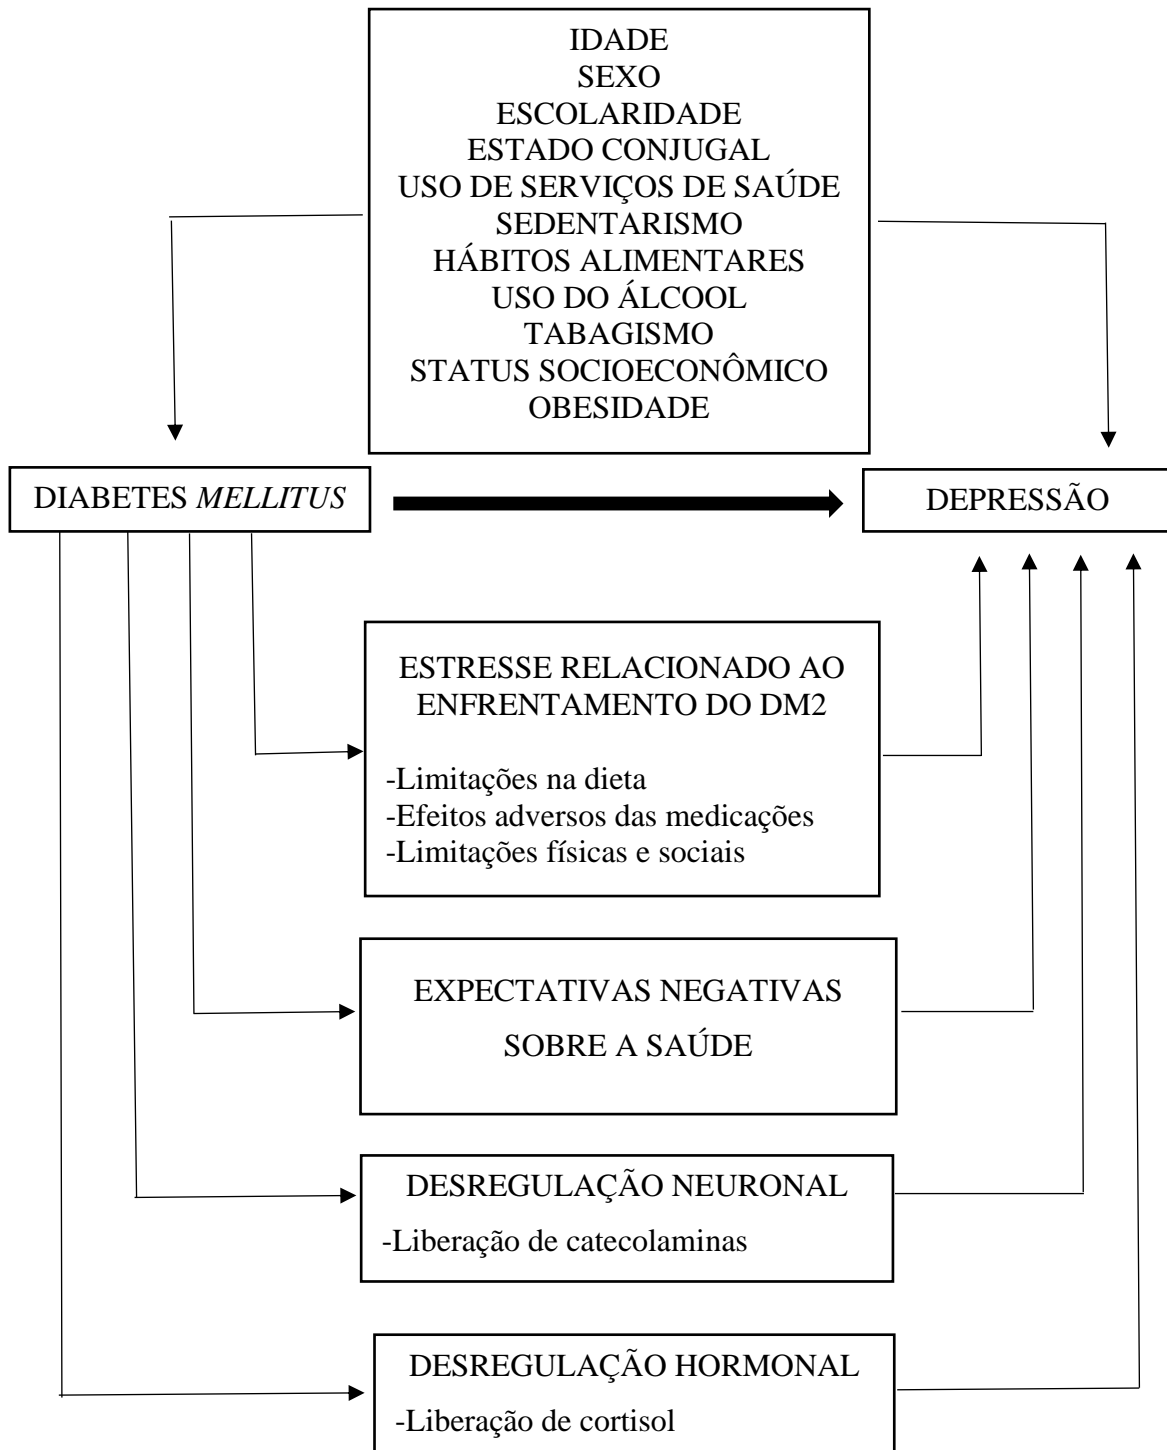 IDADE
SEXO
ESCOLARIDADE
ESTADO CONJUGAL
USO DE SERVIÇOS DE SAÚDE
SEDENTARISMO
HÁBITOS ALIMENTARES
USO DO ÁLCOOL
TABAGISMO
STATUS SOCIOECONÔMICO
OBESIDADE
DIABETES MELLITUS
DEPRESSÃO
ESTRESSE RELACIONADO AO
ENFRENTAMENTO DO DM2
-Limitações na dieta
-Efeitos adversos das medicações
-Limitações físicas e sociais
EXPECTATIVAS NEGATIVAS
SOBRE A SAÚDE
DESREGULAÇÃO NEURONAL
-Liberação de catecolaminas
DESREGULAÇÃO HORMONAL
-Liberação de cortisol